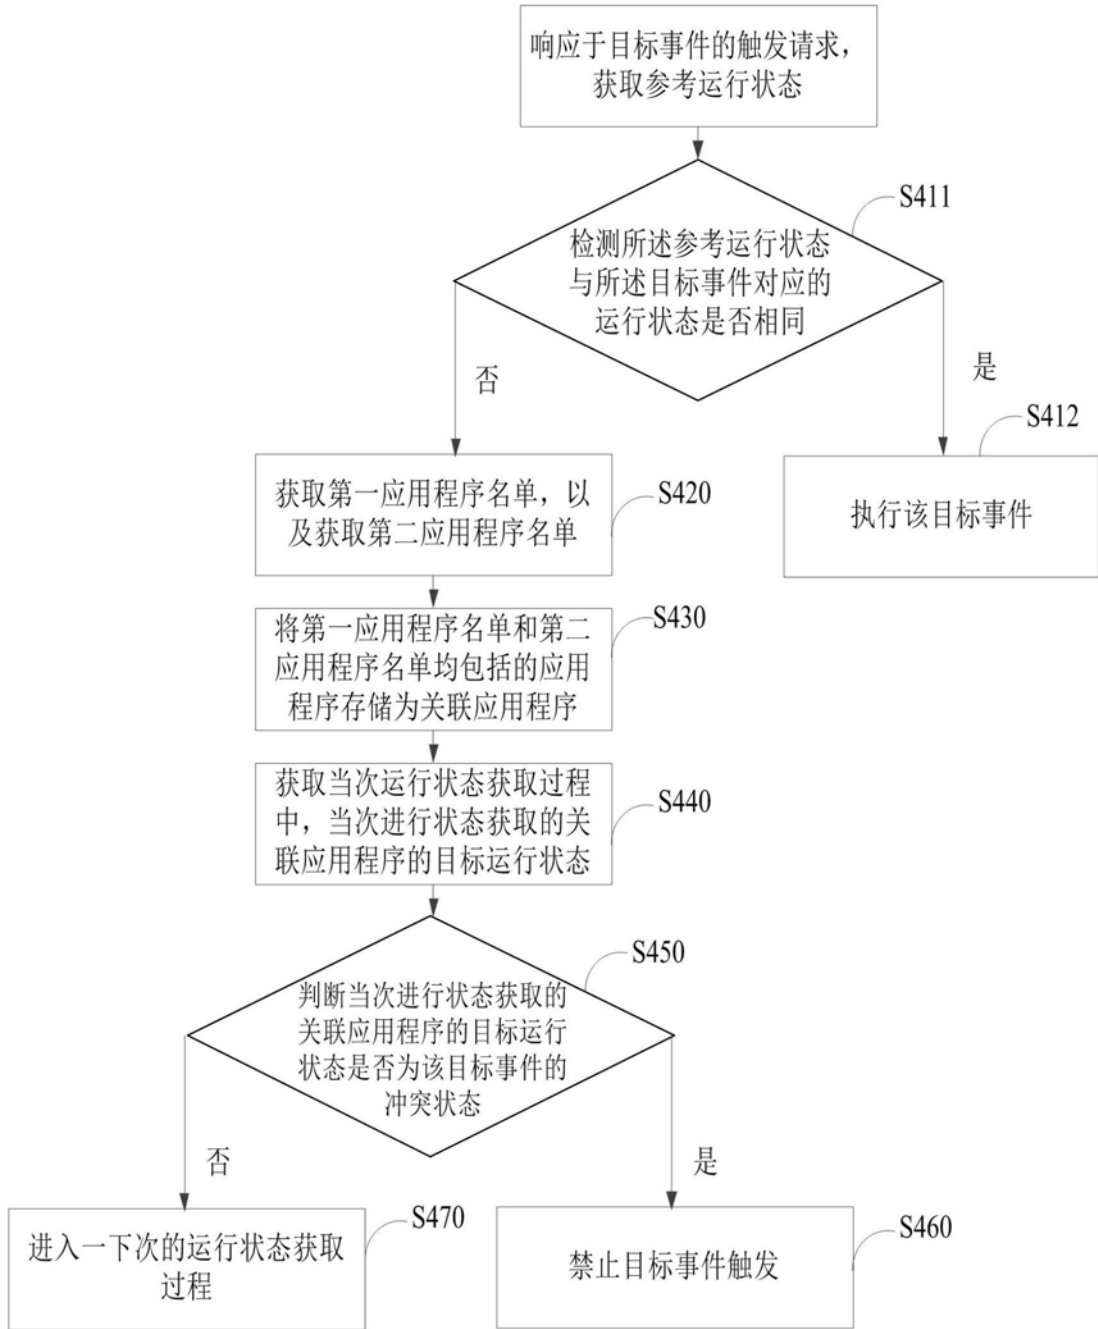 响应于目标事件的触发请求，
获取参考运行状态
S411
检测所述参考运行状态
与所述目标事件对应的
运行状态是否相同
否
是
S412
获取第一应用程序名单，以
及获取第二应用程序名单
S420
执行该目标事件
将第一应用程序名单和第二
应用程序名单均包括的应用
程序存储为关联应用程序
S430
获取当次运行状态获取过程
中，当次进行状态获取的关
联应用程序的目标运行状态
S440
S450
判断当次进行状态获取的
关联应用程序的目标运行
状态是否为该目标事件的
冲突状态
否
是
进入一下次的运行状态获取
过程
S470
禁止目标事件触发
S460